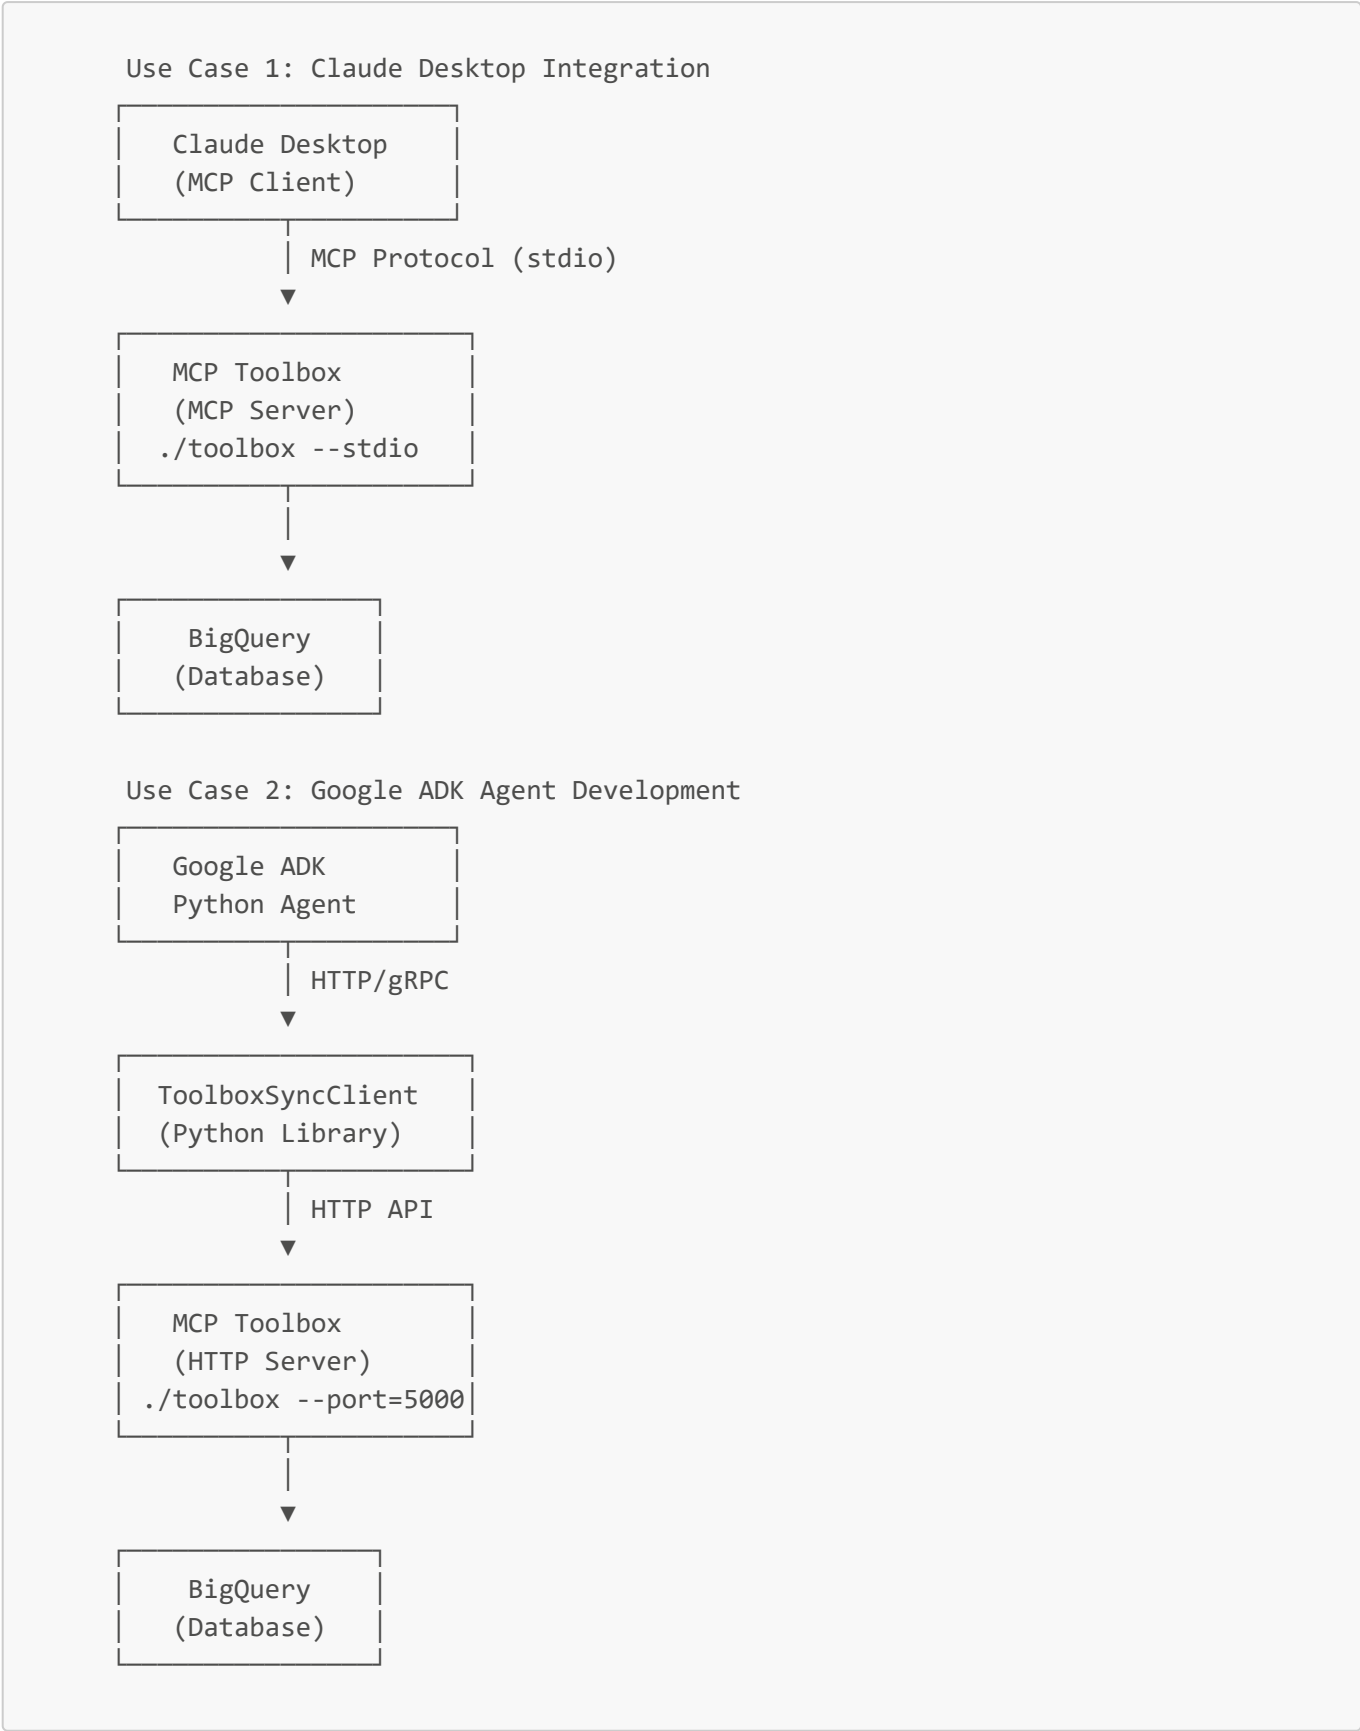 Use Case 1: Claude Desktop Integration
Claude Desktop
(MCP Client)
MCP Protocol (stdio)
MCP Toolbox
(MCP Server)
./toolbox --stdio
BigQuery
(Database)
Use Case 2: Google ADK Agent Development
Google ADK
Python Agent
HTTP/gRPC
ToolboxSyncClient
(Python Library)
HTTP API
MCP Toolbox
(HTTP Server)
./toolbox --port=5000
BigQuery
(Database)